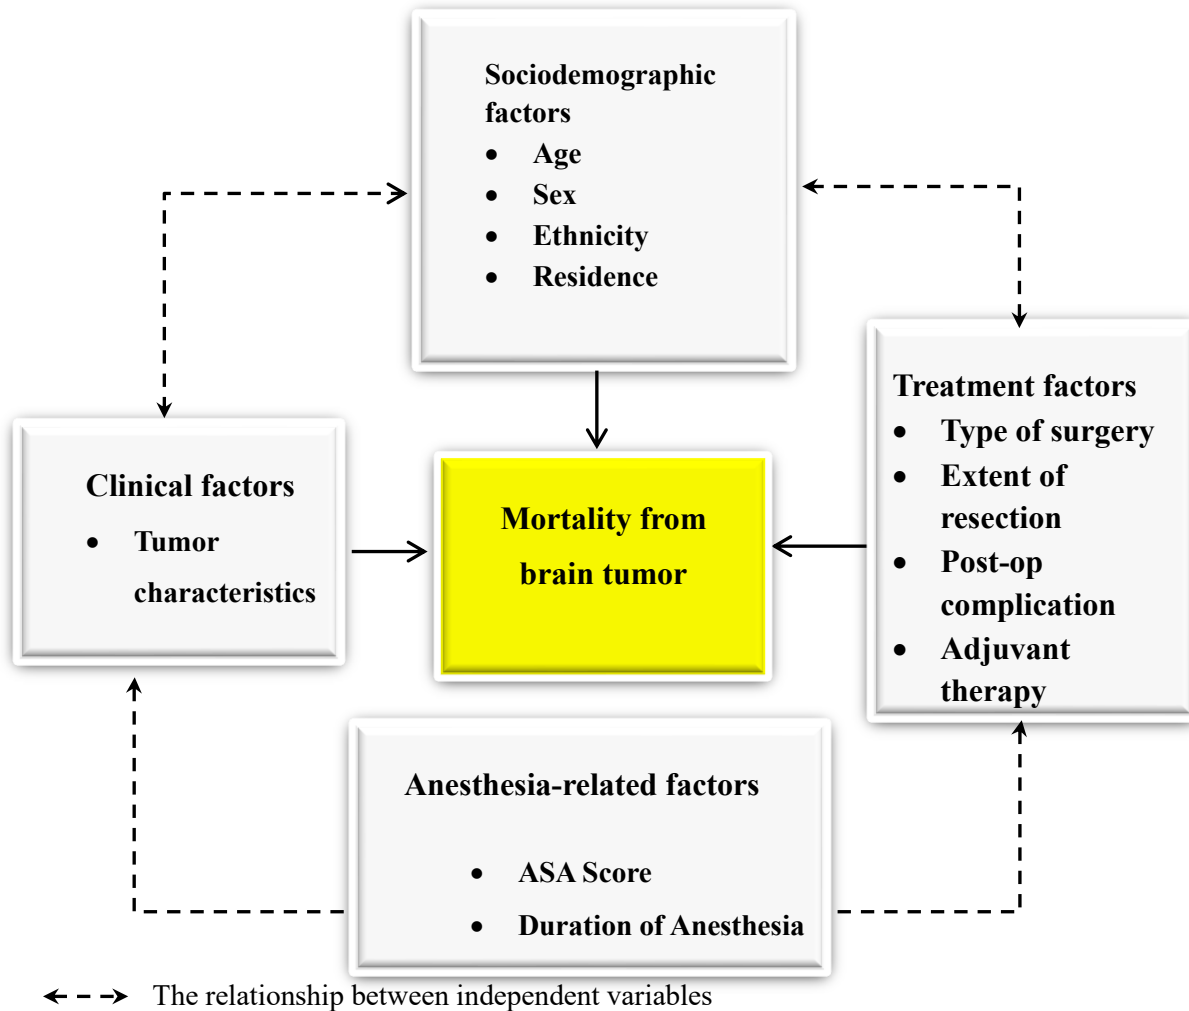 Sociodemographic
factors
• Age
• Sex
• Ethnicity
• Residence
Treatment factors
• Type of surgery
• Extent of
resection
• Post-op
complication
• Adjuvant
therapy
Clinical factors
• Tumor
characteristics
Mortality from
brain tumor
Anesthesia-related factors
• ASA Score
• Duration of Anesthesia
The relationship between independent variables